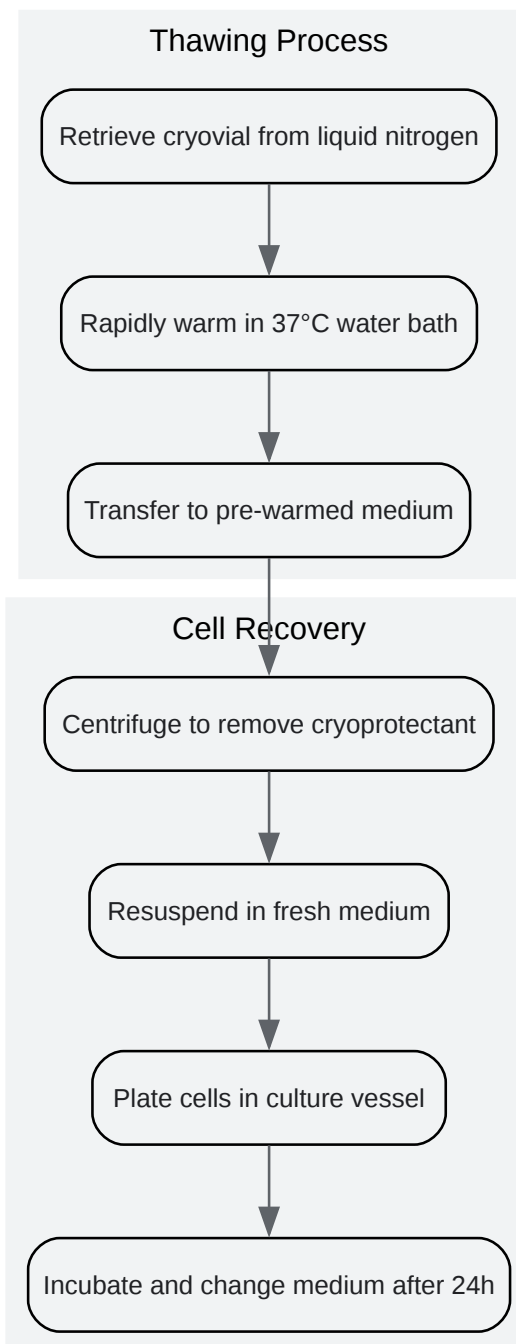 Thawing Process
Retrieve cryovial from liquid nitrogen
Rapidly warm in 37°C water bath
Transfer to pre-warmed medium
Cell Recovery
Centrifuge to remove cryoprotectant
Resuspend in fresh medium
Plate cells in culture vessel
Incubate and change medium after 24h